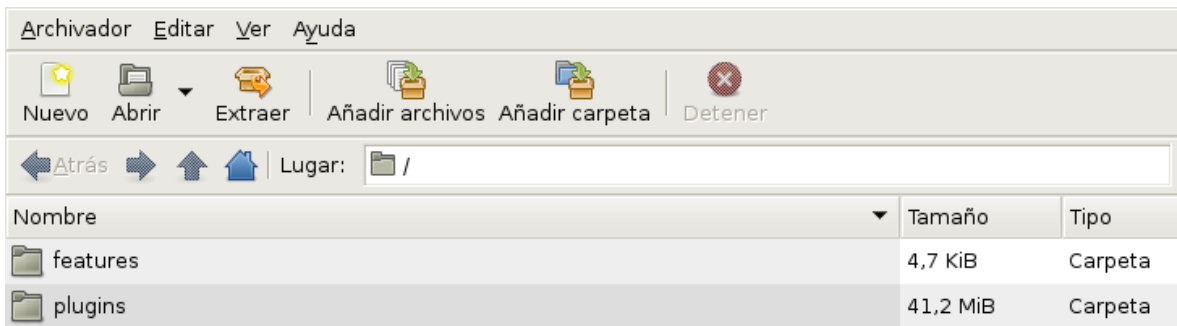 Archivador Editar Ver Ayuda
Nuevo Abrir Extraer Añadir archivos Añadir carpeta Detener
Atrás Lugar: /
Nombre Tamaño Tipo
features 4,7 KiB Carpeta
plugins 41,2 MiB Carpeta